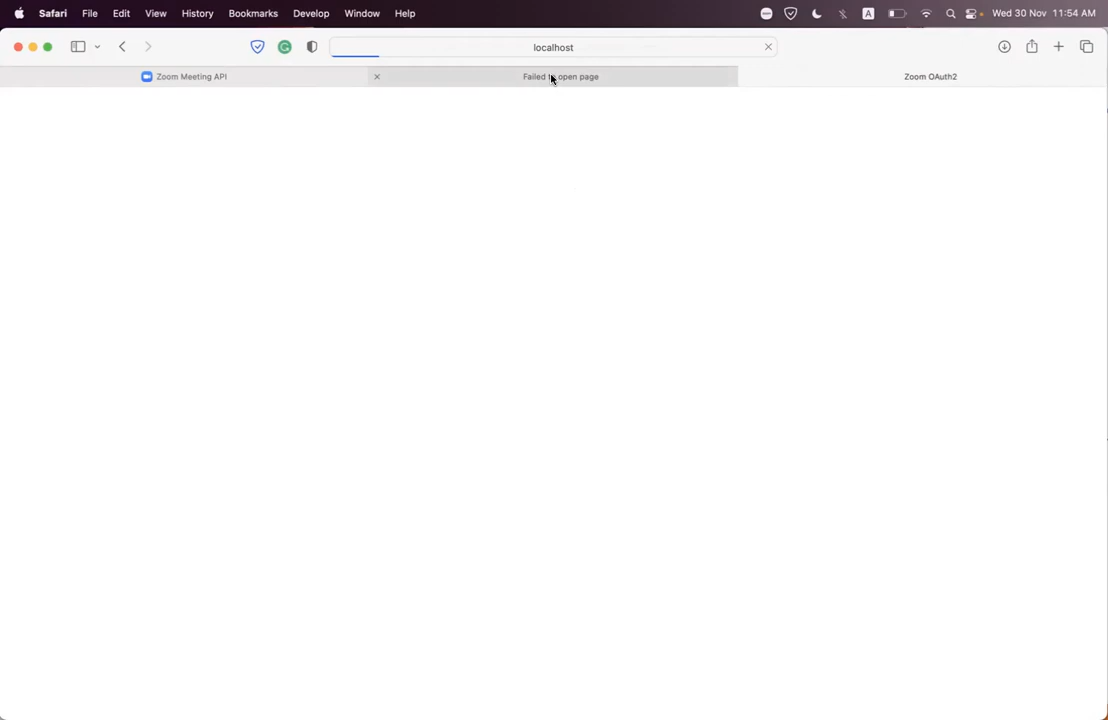 Safari File Edit View History Bookmarks Develop Window Help A Wed 30 Nov 11:54 AM
localhost
Zoom Meeting API Failed to open page Zoom OAuth2